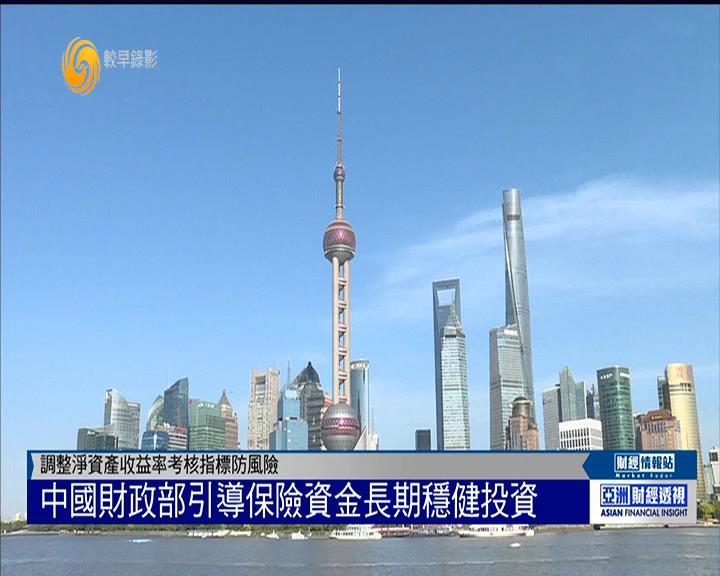 較早錄影
調整淨資產收益率考核指標防風險
中國財政部引導保險資金長期穩健投資
財經情報站
Market Radar
亞洲財經透視
ASIAN FINANCIAL INSIGHT